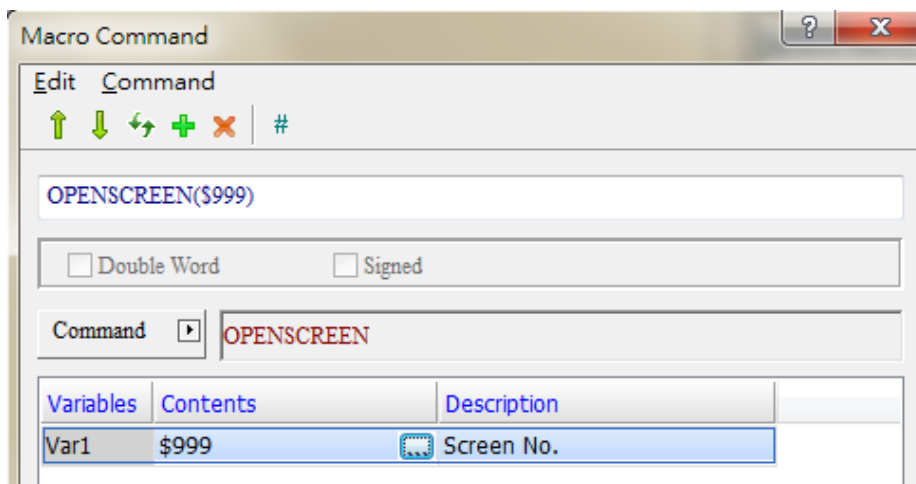 Macro Command
Edit Command
#
OPENSCREEN($999)
Double Word Signed
Command OPENSCREEN
Variables Contents Description
Var1 $999 ... Screen No.